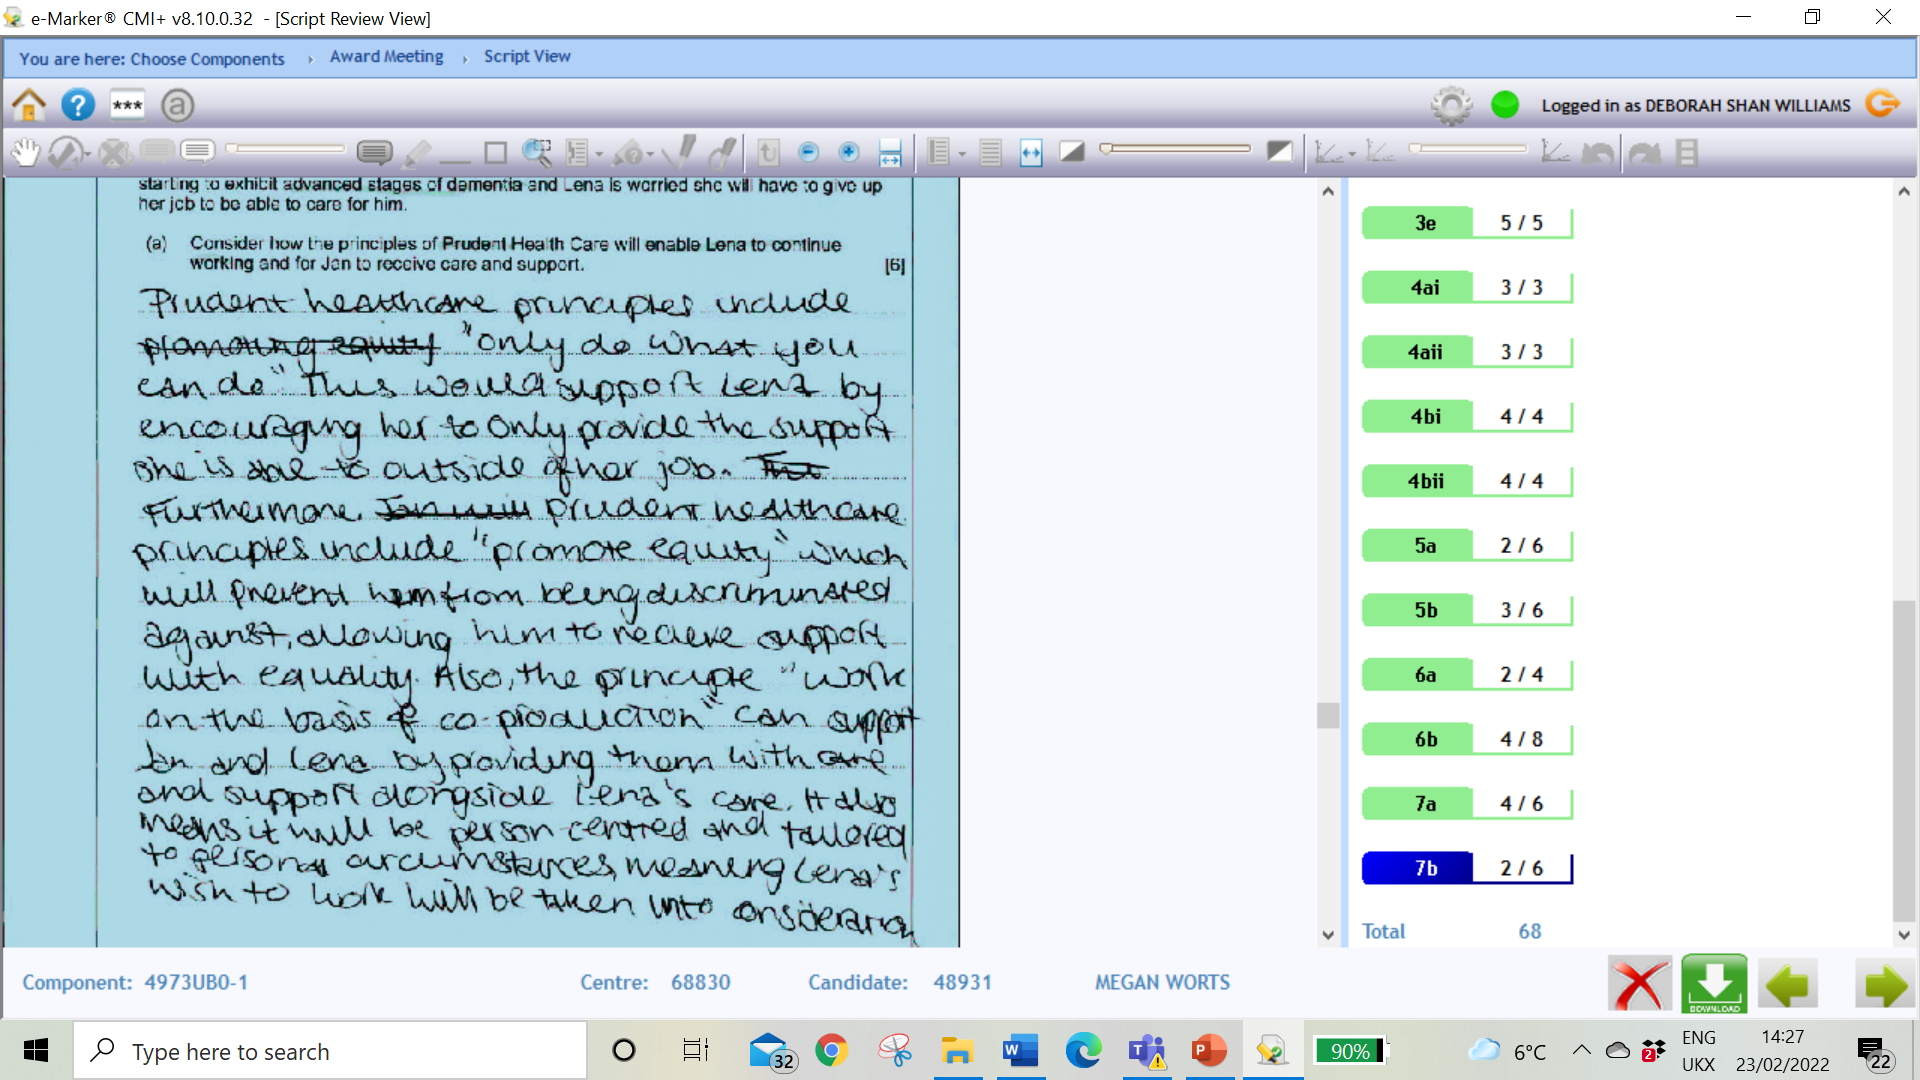 e-Marker® CMI+ v8.10.0.32 - [Script Review View]
You are here: Choose Components › Award Meeting › Script View
*** a
Logged in as DEBORAH SHAN WILLIAMS
starting to exhibit advanced stages of dementia and Lena is worried she will have to give up
her job to be able to care for him.
(a) Consider how the principles of Prudent Health Care will enable Lena to continue
working and for Jan to receive care and support. [6]
Prudent healthcare principles include
promoting equity "only do what you
can do" This would support Lena by
encouraging her to only provide the support
she is able to outside of her job. That
Furthermore, Jan will prudent healthcare
principles include "promote equity" which
will prevent him from being discriminated
against, allowing him to recieve support
with equality. Also, the principle "work
on the basis of co-production" can support
Jan and Lena by providing them with care
and support alongside Lena's care. It also
means it will be person-centred and tailored
to personal circumstances, meaning Lena's
wish to work will be taken into consideration
3e 5 / 5
4ai 3 / 3
4aii 3 / 3
4bi 4 / 4
4bii 4 / 4
5a 2 / 6
5b 3 / 6
6a 2 / 4
6b 4 / 8
7a 4 / 6
7b 2 / 6
Total 68
Component: 4973UB0-1 Centre: 68830 Candidate: 48931 MEGAN WORTS
DOWNLOAD
Type here to search
32
90%
6°C
2
ENG
UKX
14:27
23/02/2022
22